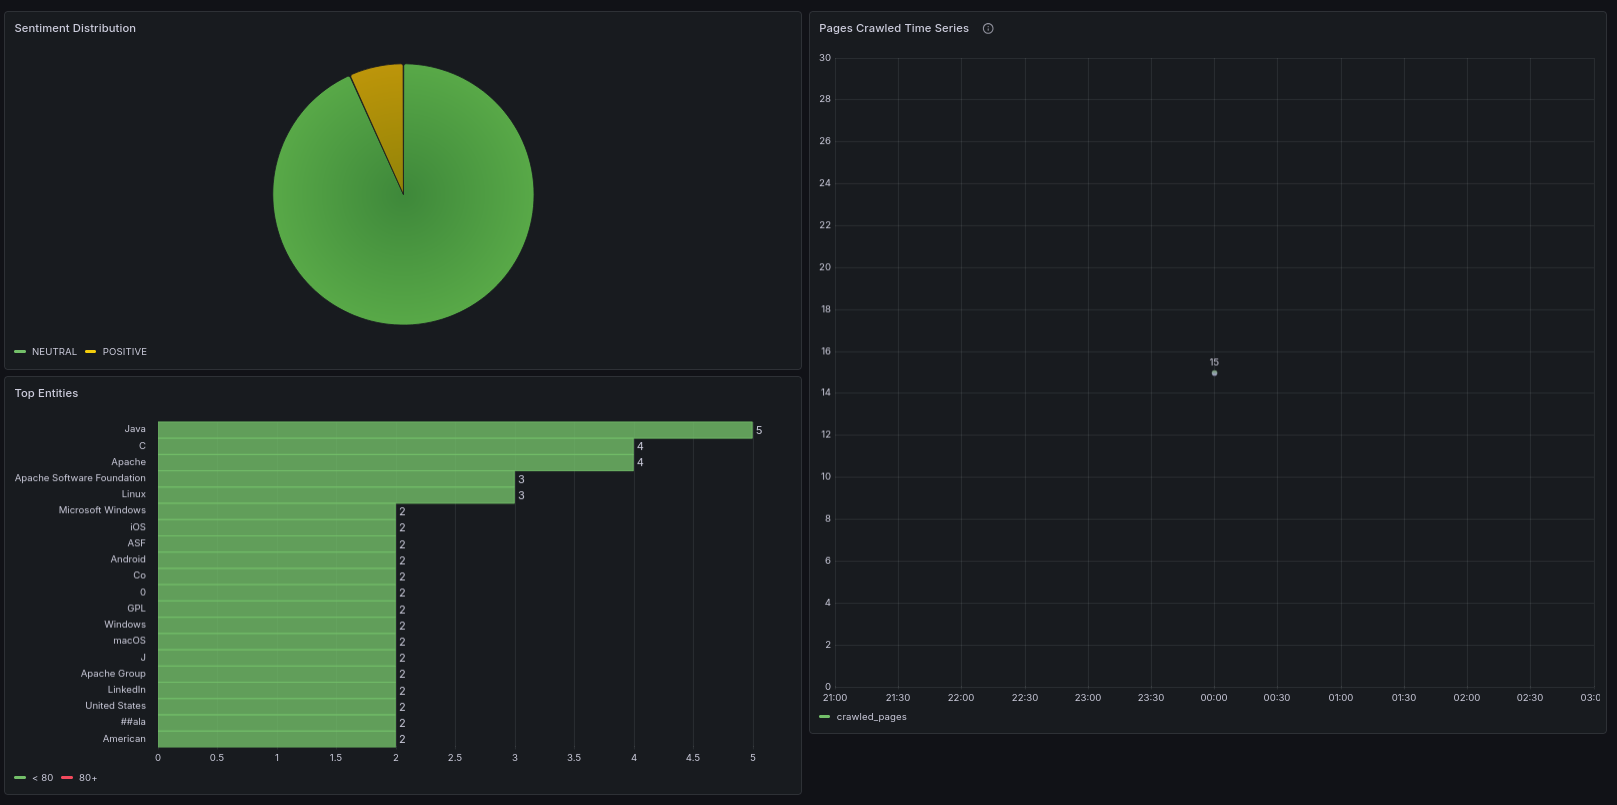 Sentiment Distribution
NEUTRAL POSITIVE
Top Entities
Java 5
C 4
Apache 4
Apache Software Foundation 3
Linux 3
Microsoft Windows 2
iOS 2
ASF 2
Android 2
Co 2
0 2
GPL 2
Windows 2
macOS 2
J 2
Apache Group 2
LinkedIn 2
United States 2
##ala 2
American 2
0 0.5 1 1.5 2 2.5 3 3.5 4 4.5 5
< 80 80+
Pages Crawled Time Series
30
28
26
24
22
20
18
16
15
14
12
10
8
6
4
2
0
21:00 21:30 22:00 22:30 23:00 23:30 00:00 00:30 01:00 01:30 02:00 02:30 03:0
crawled_pages